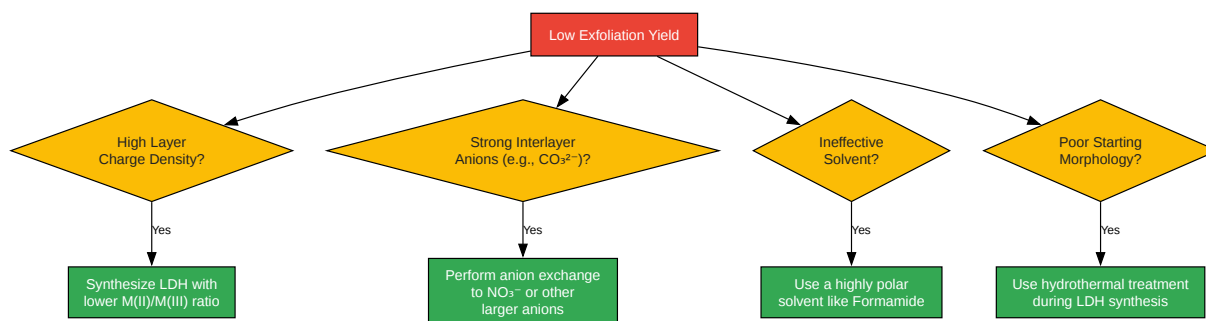 Low Exfoliation Yield
High Layer
Charge Density?
Strong Interlayer
Anions (e.g., CO₃²⁻)?
Ineffective
Solvent?
Poor Starting
Morphology?
Yes
Yes
Yes
Yes
Synthesize LDH with
lower M(II)/M(III) ratio
Perform anion exchange
to NO₃⁻ or other
larger anions
Use a highly polar
solvent like Formamide
Use hydrothermal treatment
during LDH synthesis